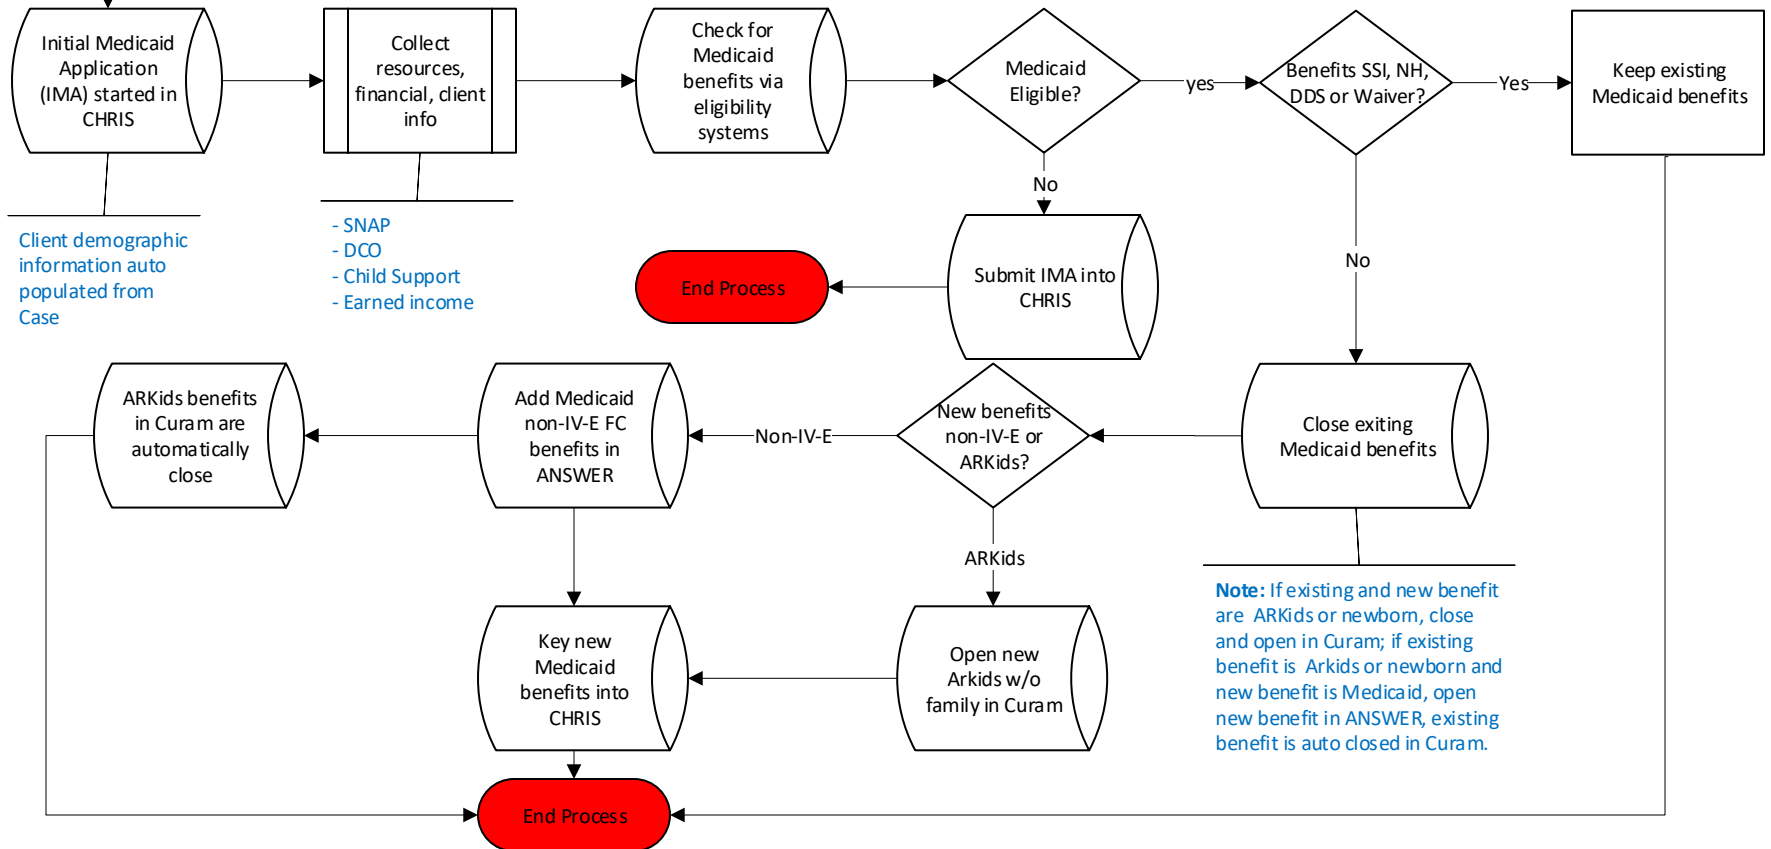 Initial Medicaid
Application
(IMA) started in
CHRIS
Collect
resources,
financial, client
info
Check for
Medicaid
benefits via
eligibility
systems
Medicaid
Eligible?
yes
Benefits SSI, NH,
DDS or Waiver?
Yes
Keep existing
Medicaid benefits
Client demographic
information auto
populated from
Case
- SNAP
- DCO
- Child Support
- Earned income
No
Submit IMA into
CHRIS
End Process
No
Close exiting
Medicaid benefits
New benefits
non-IV-E or
ARKids?
Non-IV-E
Add Medicaid
non-IV-E FC
benefits in
ANSWER
ARKids benefits
in Curam are
automatically
close
ARKids
Open new
Arkids w/o
family in Curam
Key new
Medicaid
benefits into
CHRIS
Note: If existing and new benefit
are ARKids or newborn, close
and open in Curam; if existing
benefit is Arkids or newborn and
new benefit is Medicaid, open
new benefit in ANSWER, existing
benefit is auto closed in Curam.
End Process